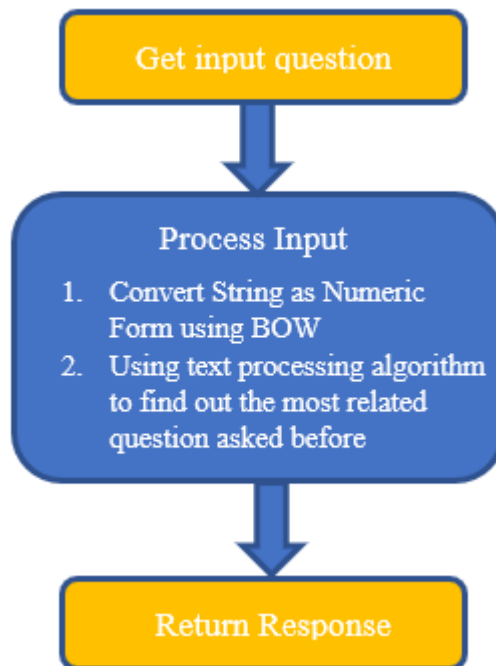 Get input question
Process Input
1. Convert String as Numeric
Form using BOW
2. Using text processing algorithm
to find out the most related
question asked before
Return Response